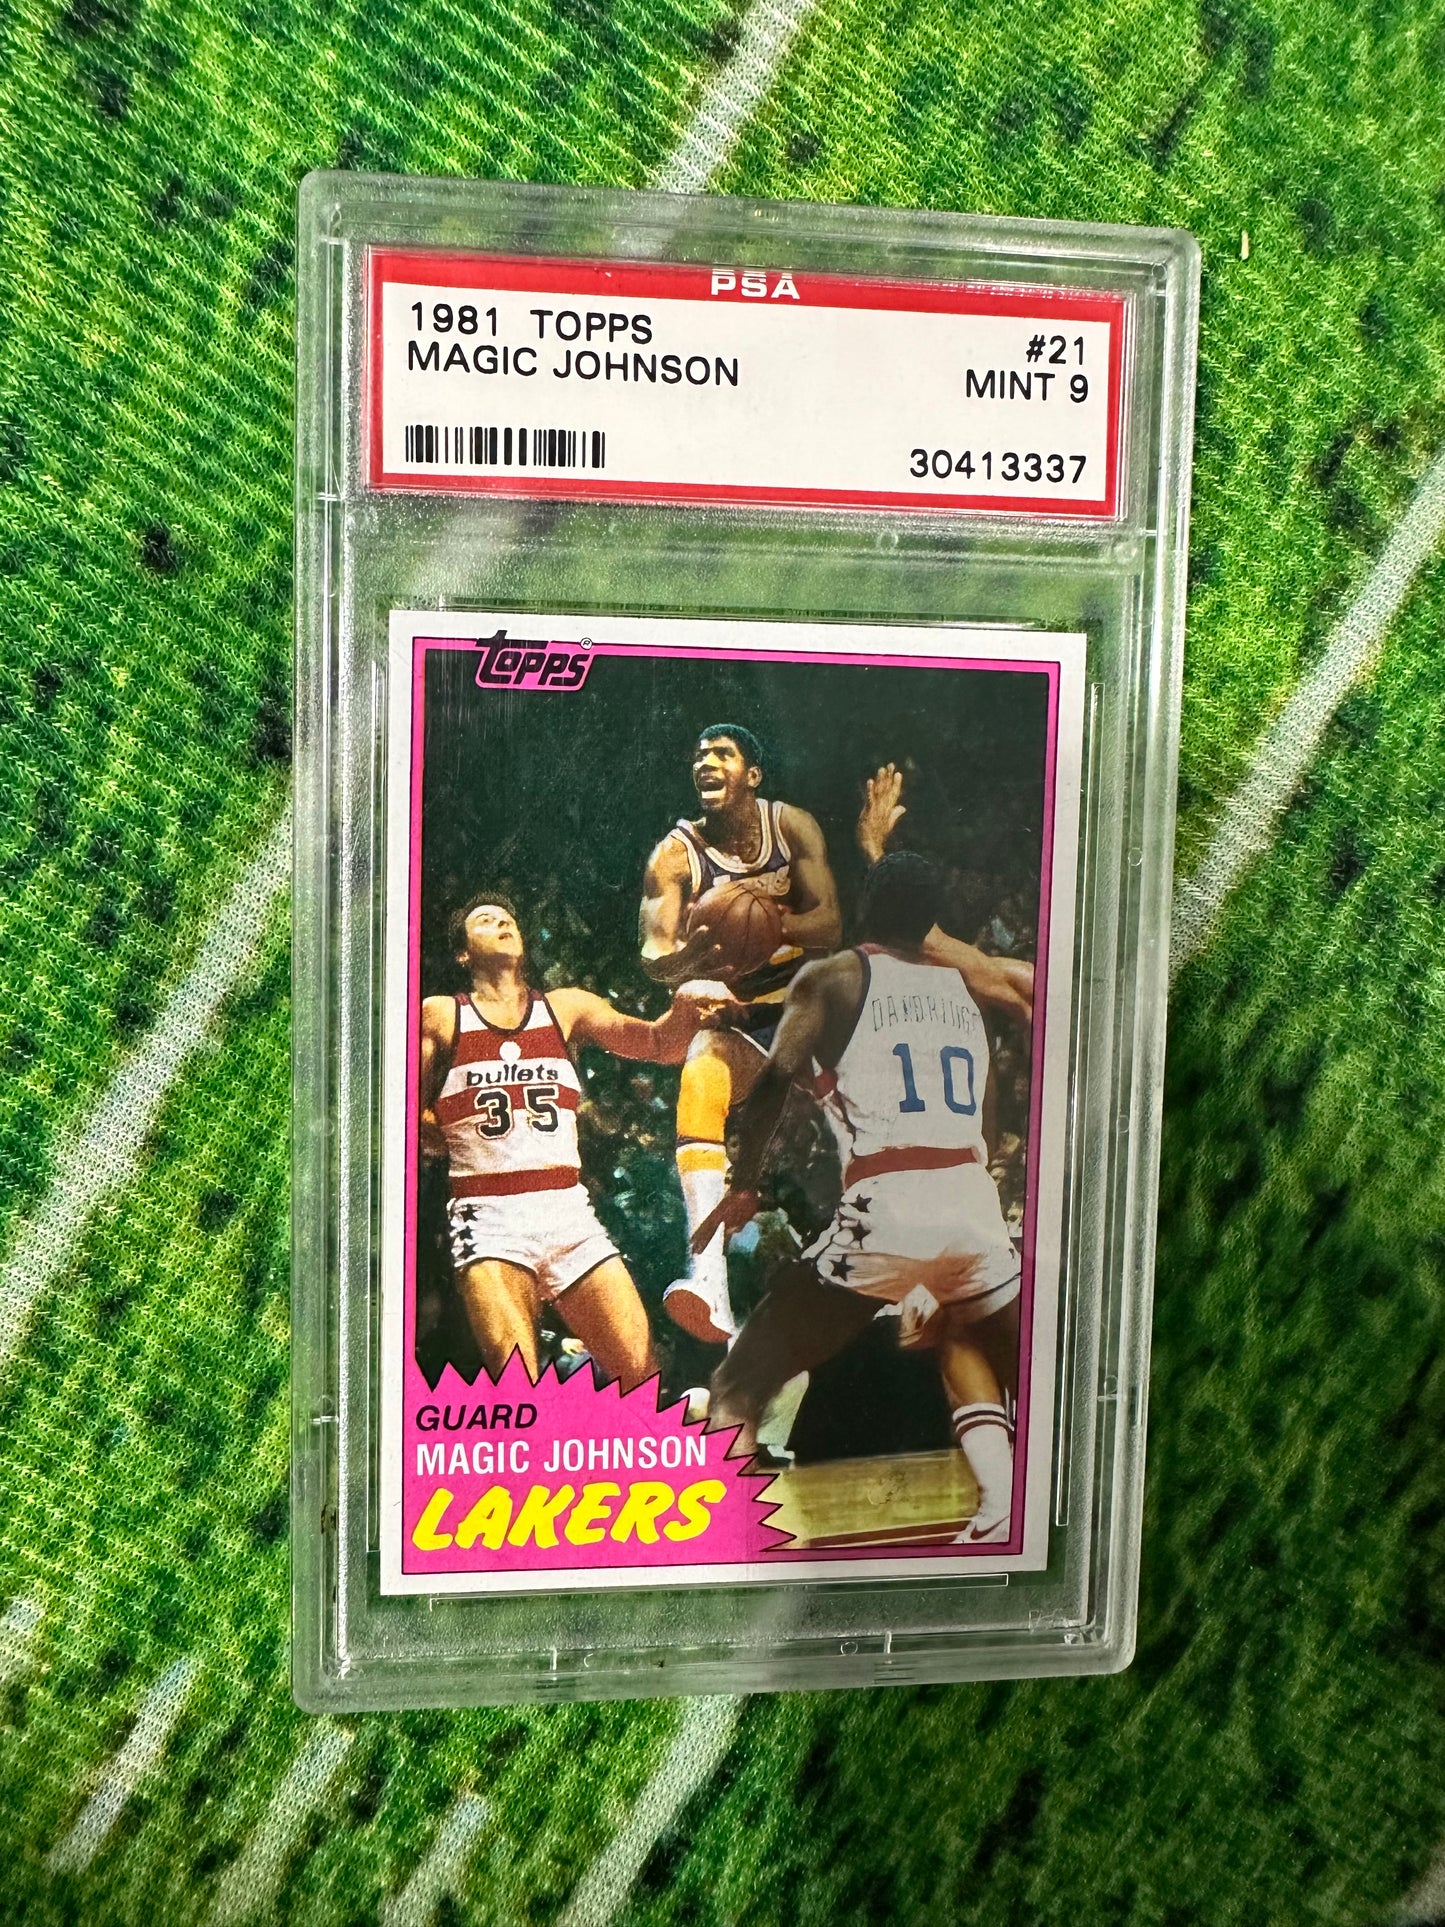 PSA
1981 TOPPS #21
MAGIC JOHNSON MINT 9
30413337
topps®
bullets
35
DANDRIDGE
10
GUARD
MAGIC JOHNSON
LAKERS